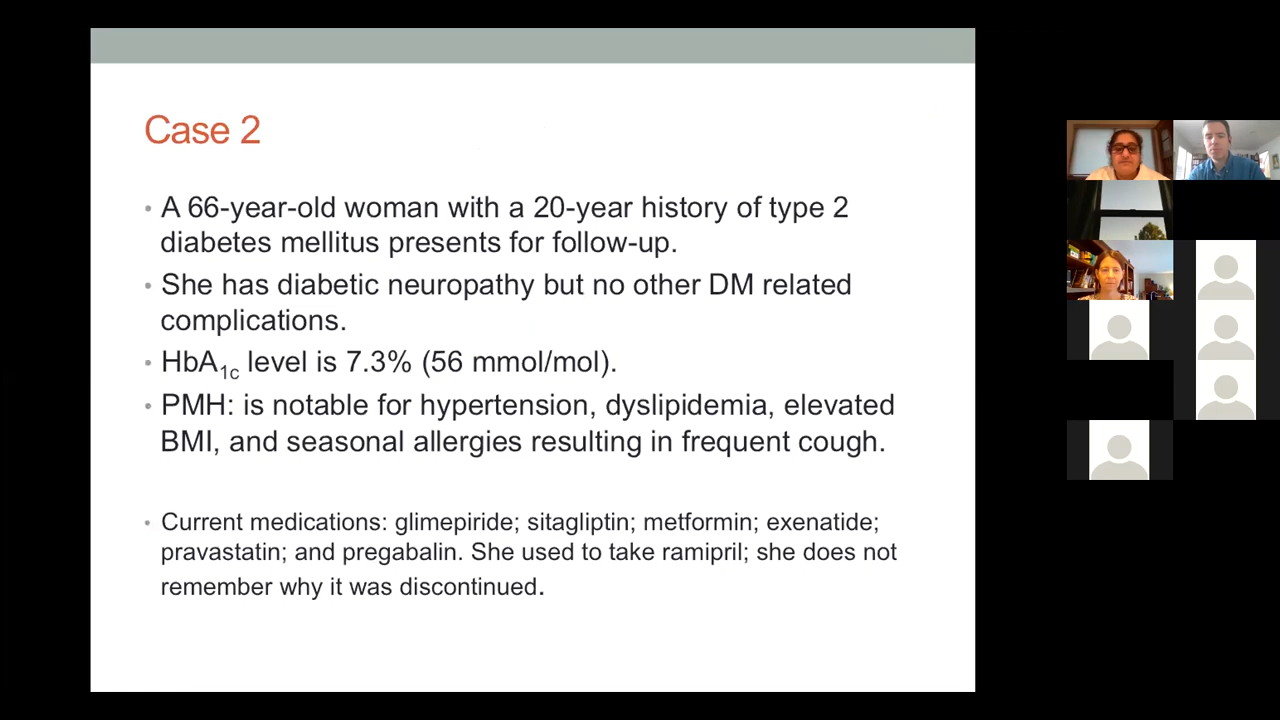 Case 2
• A 66-year-old woman with a 20-year history of type 2
diabetes mellitus presents for follow-up.
• She has diabetic neuropathy but no other DM related
complications.
• HbA1c level is 7.3% (56 mmol/mol).
• PMH: is notable for hypertension, dyslipidemia, elevated
BMI, and seasonal allergies resulting in frequent cough.
• Current medications: glimepiride; sitagliptin; metformin; exenatide;
pravastatin; and pregabalin. She used to take ramipril; she does not
remember why it was discontinued.